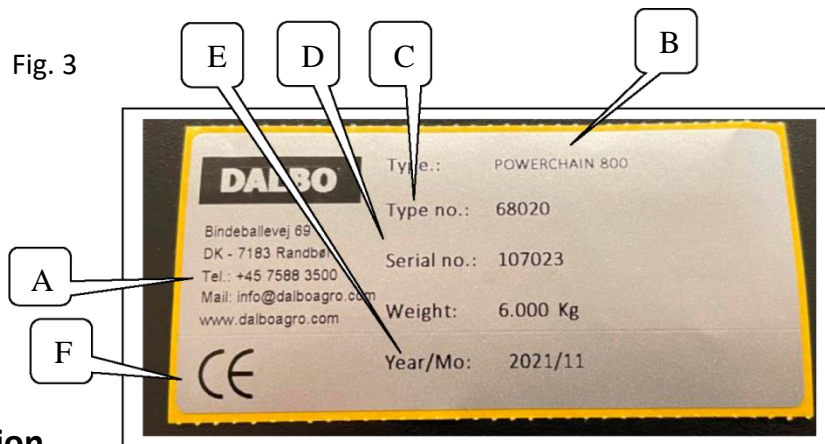 Fig. 3
E
D
C
B
A
F
DALBO
Bindeballevej 69
DK - 7183 Randbøl
Tel.: +45 7588 3500
Mail: info@dalboagro.com
www.dalboagro.com
CE
Type.: POWERCHAIN 800
Type no.: 68020
Serial no.: 107023
Weight: 6.000 Kg
Year/Mo: 2021/11